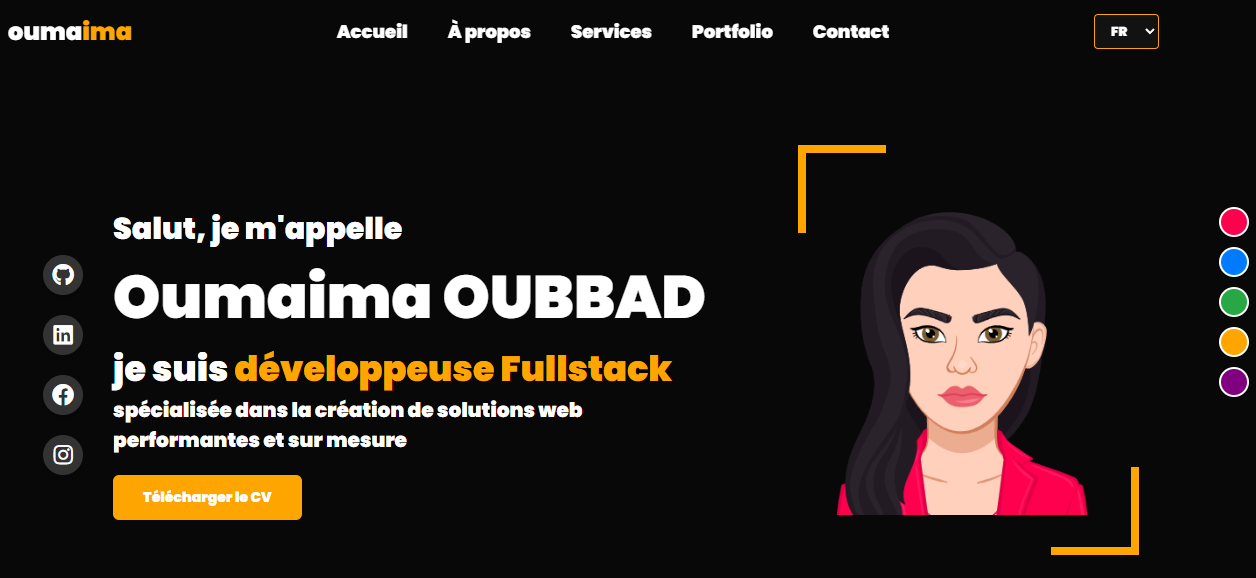 oumaima
Accueil À propos Services Portfolio Contact
FR
Salut, je m'appelle
Oumaima OUBBAD
je suis développeuse Fullstack
spécialisée dans la création de solutions web
performantes et sur mesure
Télécharger le CV